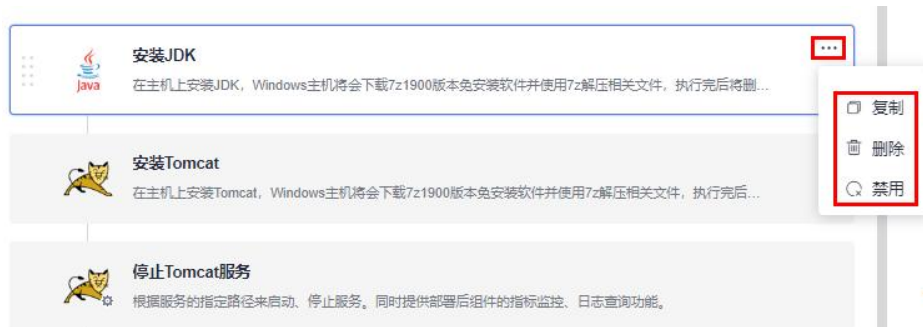 安装JDK
...
Java
在主机上安装JDK，Windows主机将会下载7z1900版本免安装软件并使用7z解压相关文件，执行完后将删...
复制
删除
禁用
安装Tomcat
在主机上安装Tomcat，Windows主机将会下载7z1900版本免安装软件并使用7z解压相关文件，执行完后...
停止Tomcat服务
根据服务的指定路径来启动、停止服务。同时提供部署后组件的指标监控、日志查询功能。